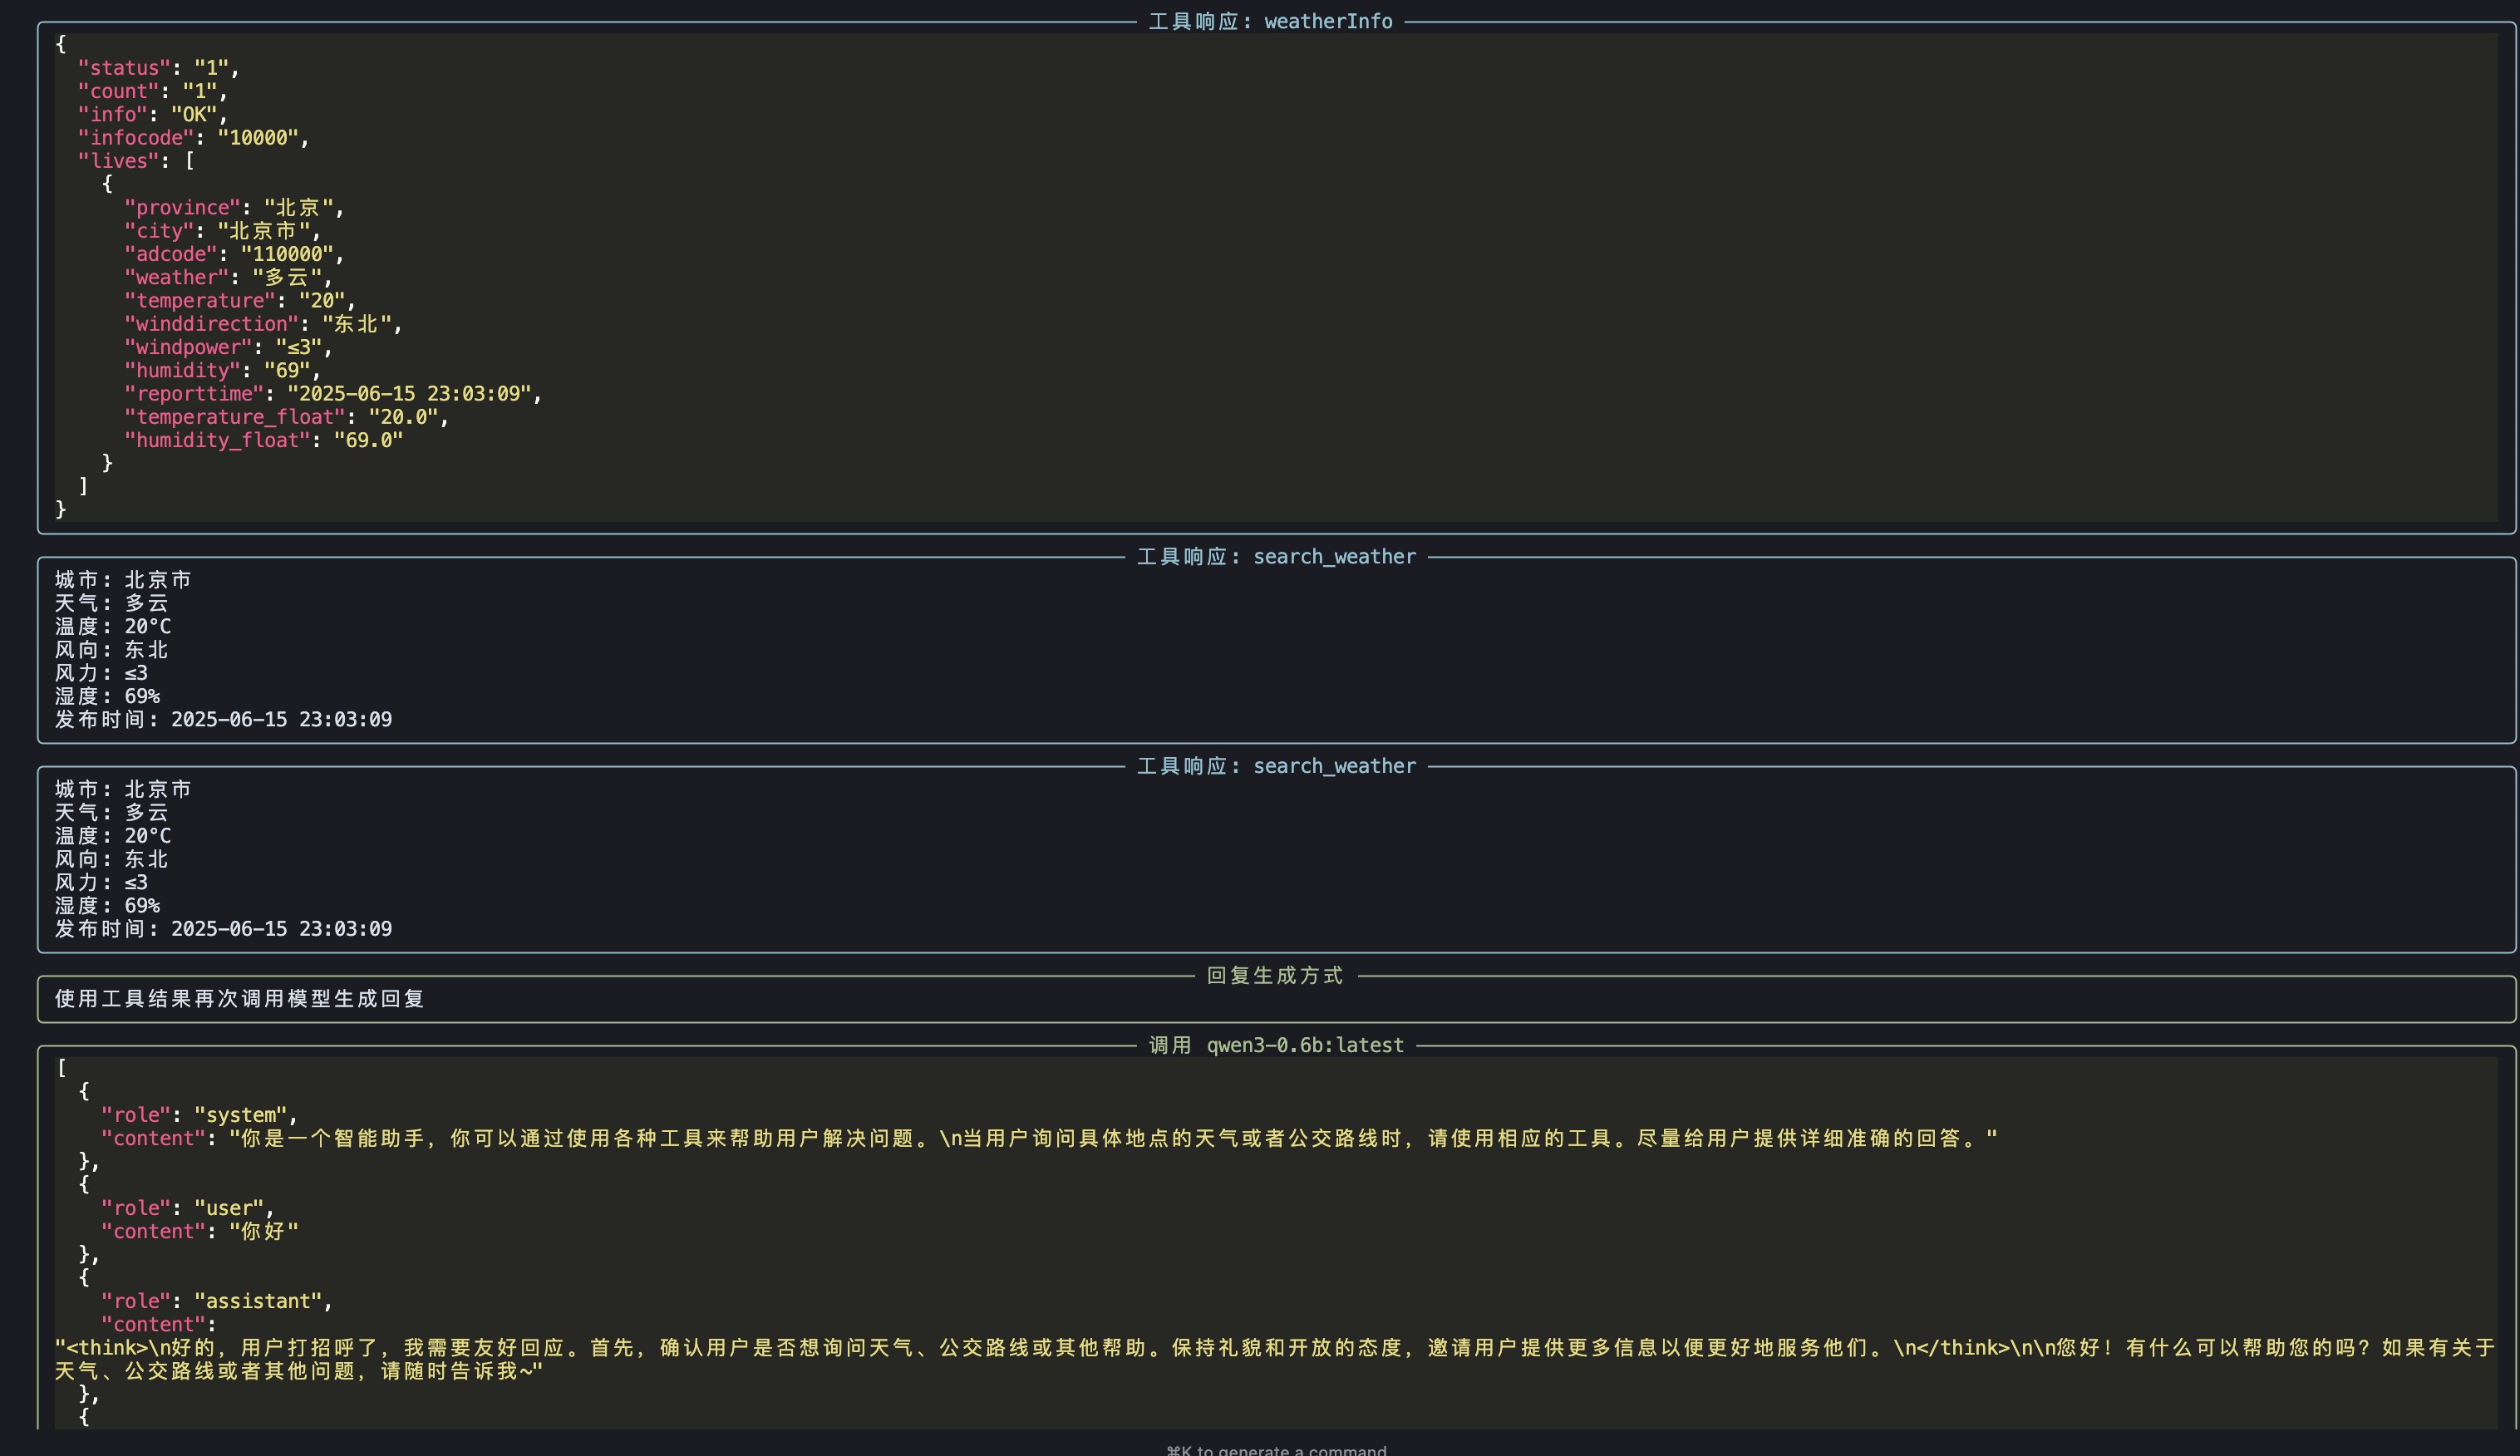 工具响应: weatherInfo
{
  "status": "1",
  "count": "1",
  "info": "OK",
  "infocode": "10000",
  "lives": [
    {
      "province": "北京",
      "city": "北京市",
      "adcode": "110000",
      "weather": "多云",
      "temperature": "20",
      "winddirection": "东北",
      "windpower": "≤3",
      "humidity": "69",
      "reporttime": "2025-06-15 23:03:09",
      "temperature_float": "20.0",
      "humidity_float": "69.0"
    }
  ]
}
工具响应: search_weather
城市: 北京市
天气: 多云
温度: 20°C
风向: 东北
风力: ≤3
湿度: 69%
发布时间: 2025-06-15 23:03:09
工具响应: search_weather
城市: 北京市
天气: 多云
温度: 20°C
风向: 东北
风力: ≤3
湿度: 69%
发布时间: 2025-06-15 23:03:09
回复生成方式
使用工具结果再次调用模型生成回复
调用 qwen3-0.6b:latest
[
  {
    "role": "system",
    "content": "你是一个智能助手，你可以通过使用各种工具来帮助用户解决问题。\n当用户询问具体地点的天气或者公交路线时，请使用相应的工具。尽量给用户提供详细准确的回答。"
  },
  {
    "role": "user",
    "content": "你好"
  },
  {
    "role": "assistant",
    "content":
"<think>\n好的，用户打招呼了，我需要友好回应。首先，确认用户是否想询问天气、公交路线或其他帮助。保持礼貌和开放的态度，邀请用户提供更多信息以便更好地服务他们。\n</think>\n\n您好！有什么可以帮助您的吗？如果有关于
天气、公交路线或者其他问题，请随时告诉我~"
  },
  {
⌘K to generate a command